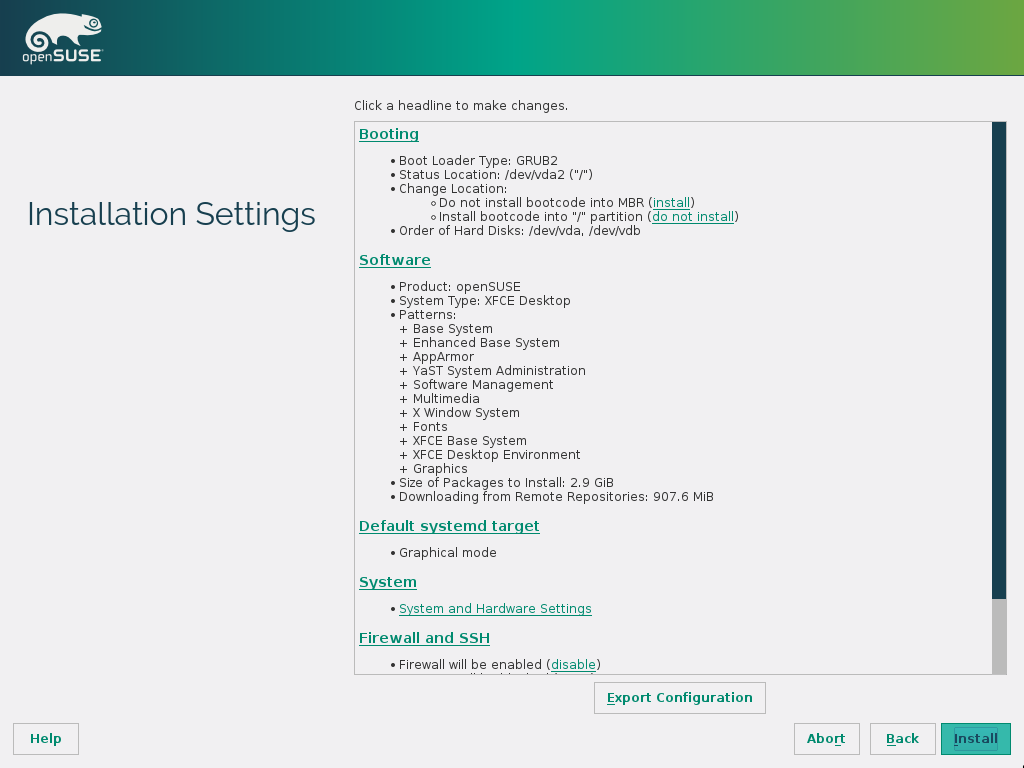 openSUSE
Click a headline to make changes.
Installation Settings
Booting
• Boot Loader Type: GRUB2
• Status Location: /dev/vda2 ("/")
• Change Location:
◦ Do not install bootcode into MBR (install)
◦ Install bootcode into "/" partition (do not install)
• Order of Hard Disks: /dev/vda, /dev/vdb
Software
• Product: openSUSE
• System Type: XFCE Desktop
• Patterns:
+ Base System
+ Enhanced Base System
+ AppArmor
+ YaST System Administration
+ Software Management
+ Multimedia
+ X Window System
+ Fonts
+ XFCE Base System
+ XFCE Desktop Environment
+ Graphics
• Size of Packages to Install: 2.9 GiB
• Downloading from Remote Repositories: 907.6 MiB
Default systemd target
• Graphical mode
System
• System and Hardware Settings
Firewall and SSH
• Firewall will be enabled (disable)
Export Configuration
Help
Abort
Back
Install